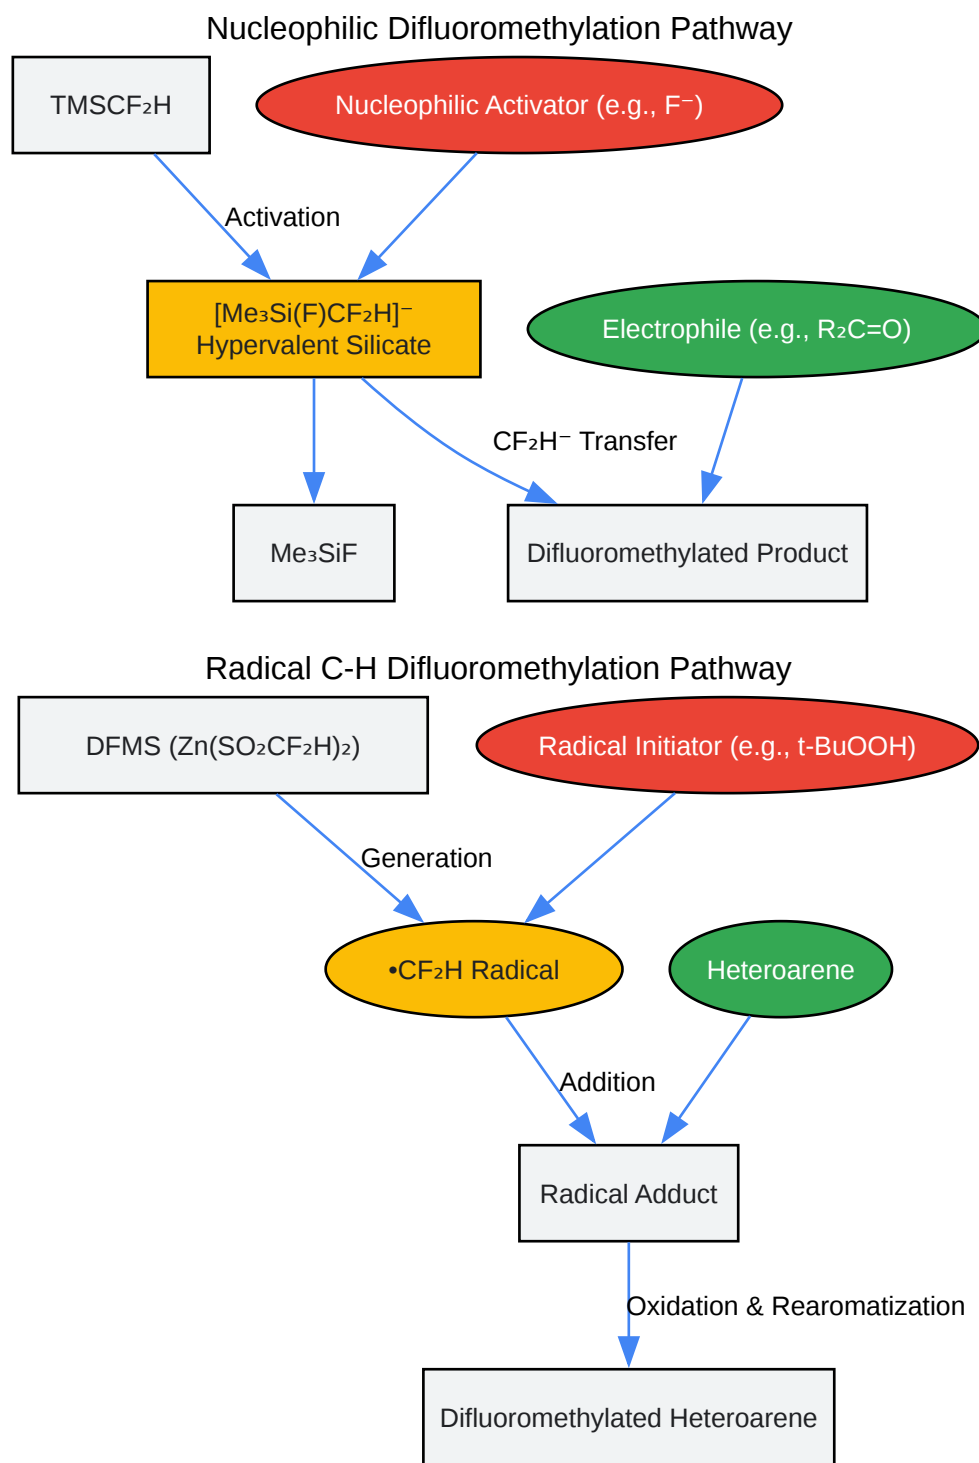 Nucleophilic Difluoromethylation Pathway
TMSCF₂H
Nucleophilic Activator (e.g., F⁻)
Activation
[Me₃Si(F)CF₂H]⁻
Hypervalent Silicate
Electrophile (e.g., R₂C=O)
CF₂H⁻ Transfer
Me₃SiF
Difluoromethylated Product
Radical C-H Difluoromethylation Pathway
DFMS (Zn(SO₂CF₂H)₂)
Radical Initiator (e.g., t-BuOOH)
Generation
•CF₂H Radical
Heteroarene
Addition
Radical Adduct
Oxidation & Rearomatization
Difluoromethylated Heteroarene